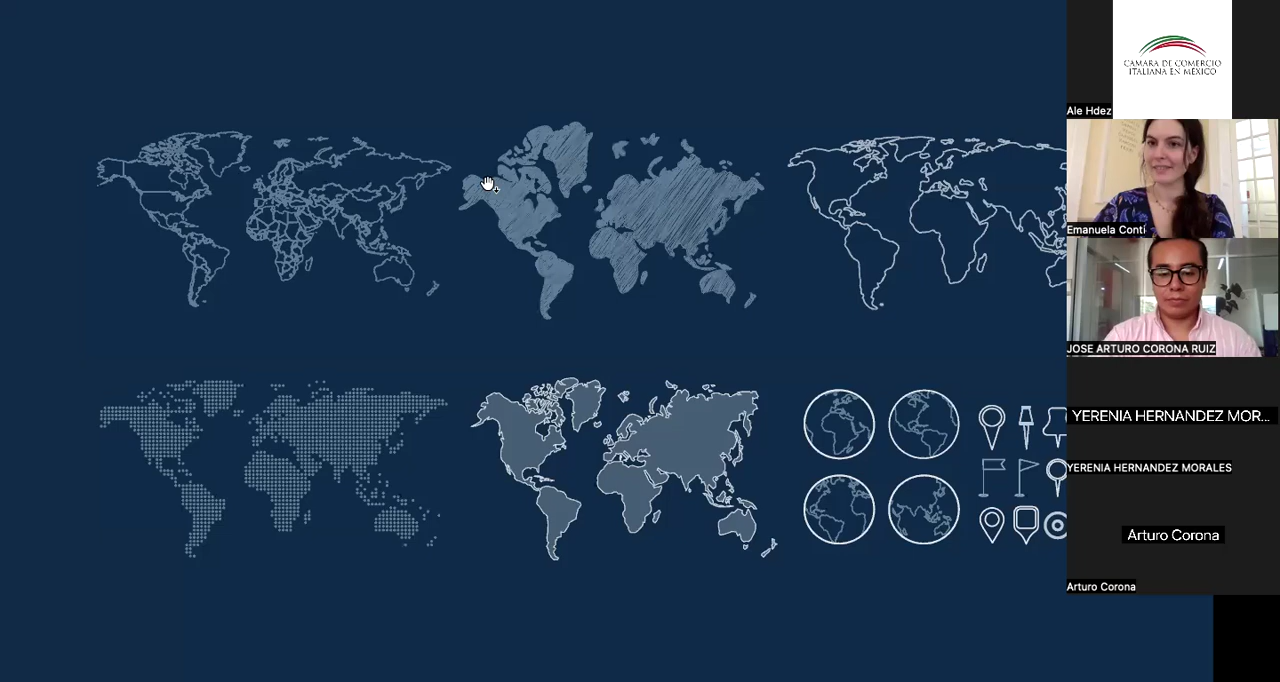 CAMARA DE COMERCIO
ITALIANA EN MÉXICO
Ale Hdez
Emanuela Contí
JOSE ARTURO CORONA RUIZ
YERENIA HERNANDEZ MOR...
YERENIA HERNANDEZ MORALES
Arturo Corona
Arturo Corona